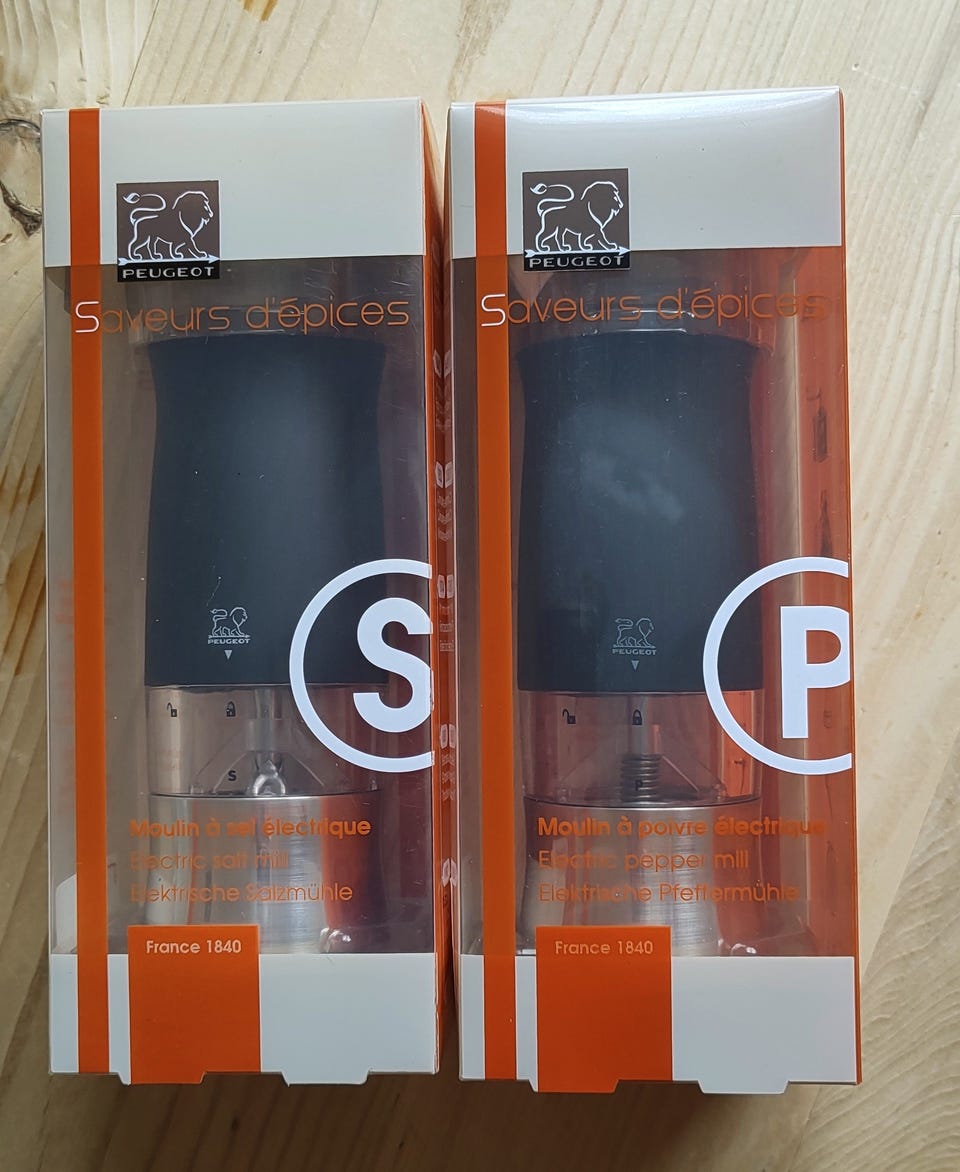 PEUGEOT
Saveurs d'épices
PEUGEOT
S
S
Moulin à sel électrique
Electric salt mill
Elektrische Salzmühle
France 1840
PEUGEOT
Saveurs d'épices
PEUGEOT
P
P
Moulin à poivre électrique
Electric pepper mill
Elektrische Pfeffermühle
France 1840